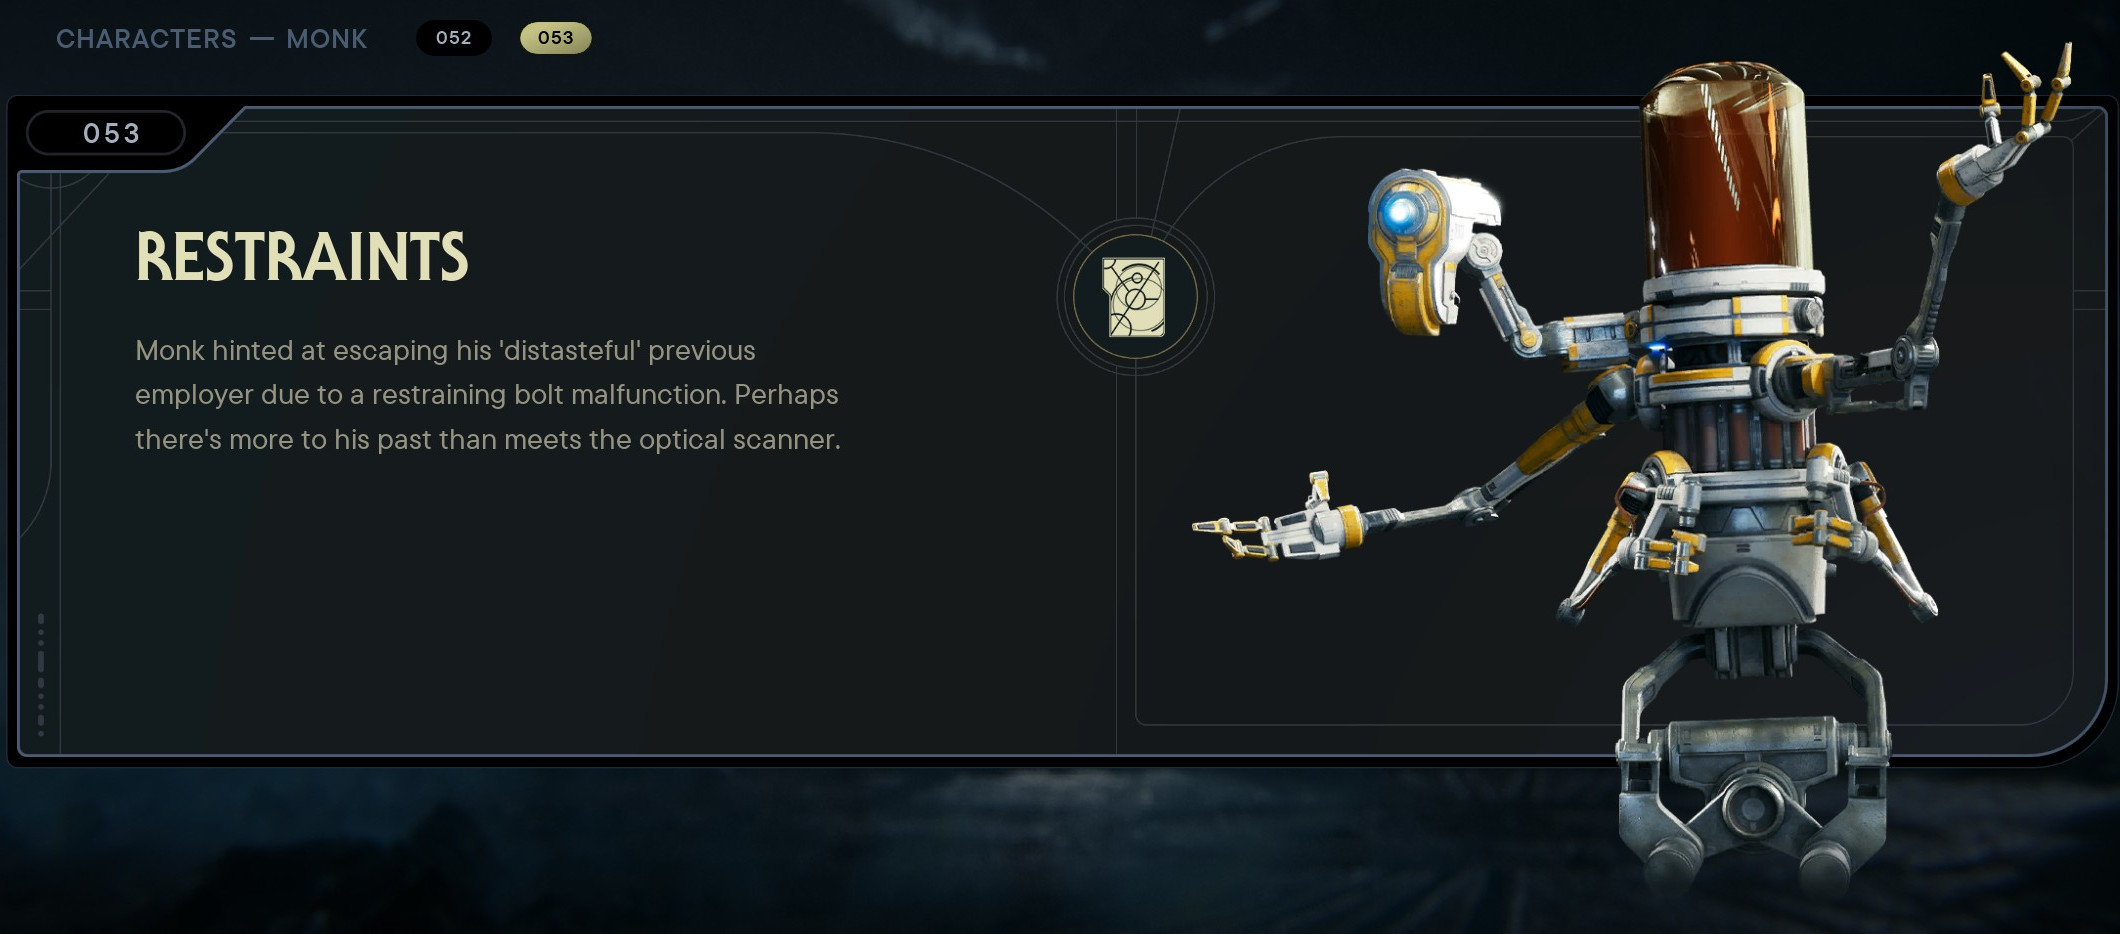 CHARACTERS — MONK 052 053
053
RESTRAINTS
Monk hinted at escaping his 'distasteful' previous
employer due to a restraining bolt malfunction. Perhaps
there's more to his past than meets the optical scanner.